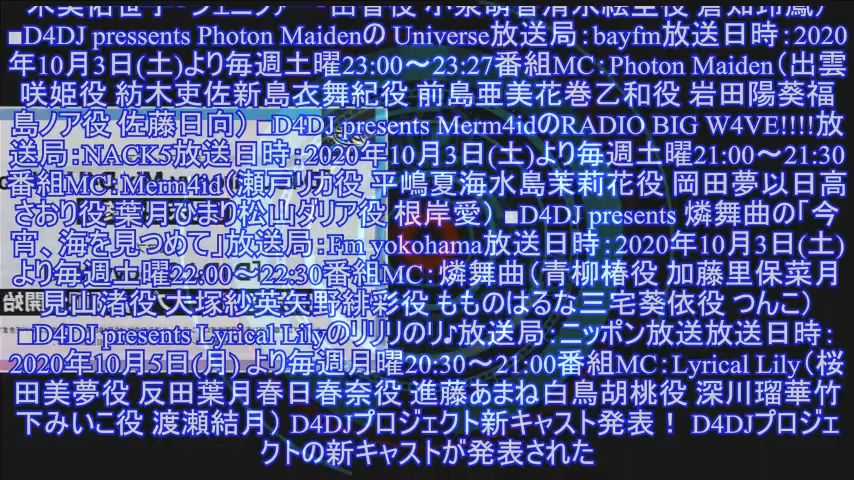 ■D4DJ pressents Photon Maidenの Universe放送局：bayfm放送日時：2020
年10月3日(土)より毎週土曜23:00～23:27番組MC：Photon Maiden（出雲
咲姫役 紡木吏佐新島衣舞紀役 前島亜美花巻乙和役 岩田陽葵福
島ノア役 佐藤日向） ■D4DJ presents Merm4idのRADIO BIG W4VE!!!!放
送局：NACK5放送日時：2020年10月3日(土)より毎週土曜21:00～21:30
番組MC：Merm4id（瀬戸リカ役 平嶋夏海水島茉莉花役 岡田夢以日高
さおり役 葉月ひまり松山ダリア役 根岸愛） ■D4DJ presents 燐舞曲の「今
宵、海を見つめて」放送局：Fm yokohama放送日時：2020年10月3日(土)
より毎週土曜22:00～22:30番組MC：燐舞曲（青柳椿役 加藤里保菜月
見山渚役 大塚紗英矢野緋彩役 もものはるな三宅葵依役 つんこ）
■D4DJ presents Lyrical Lilyのリリリのリ♪放送局：ニッポン放送放送日時：
2020年10月5日(月) より毎週月曜20:30～21:00番組MC：Lyrical Lily（桜
田美夢役 反田葉月春日春奈役 進藤あまね白鳥胡桃役 深川瑠華竹
下みいこ役 渡瀬結月） D4DJプロジェクト新キャスト発表！ D4DJプロジェ
クトの新キャストが発表された